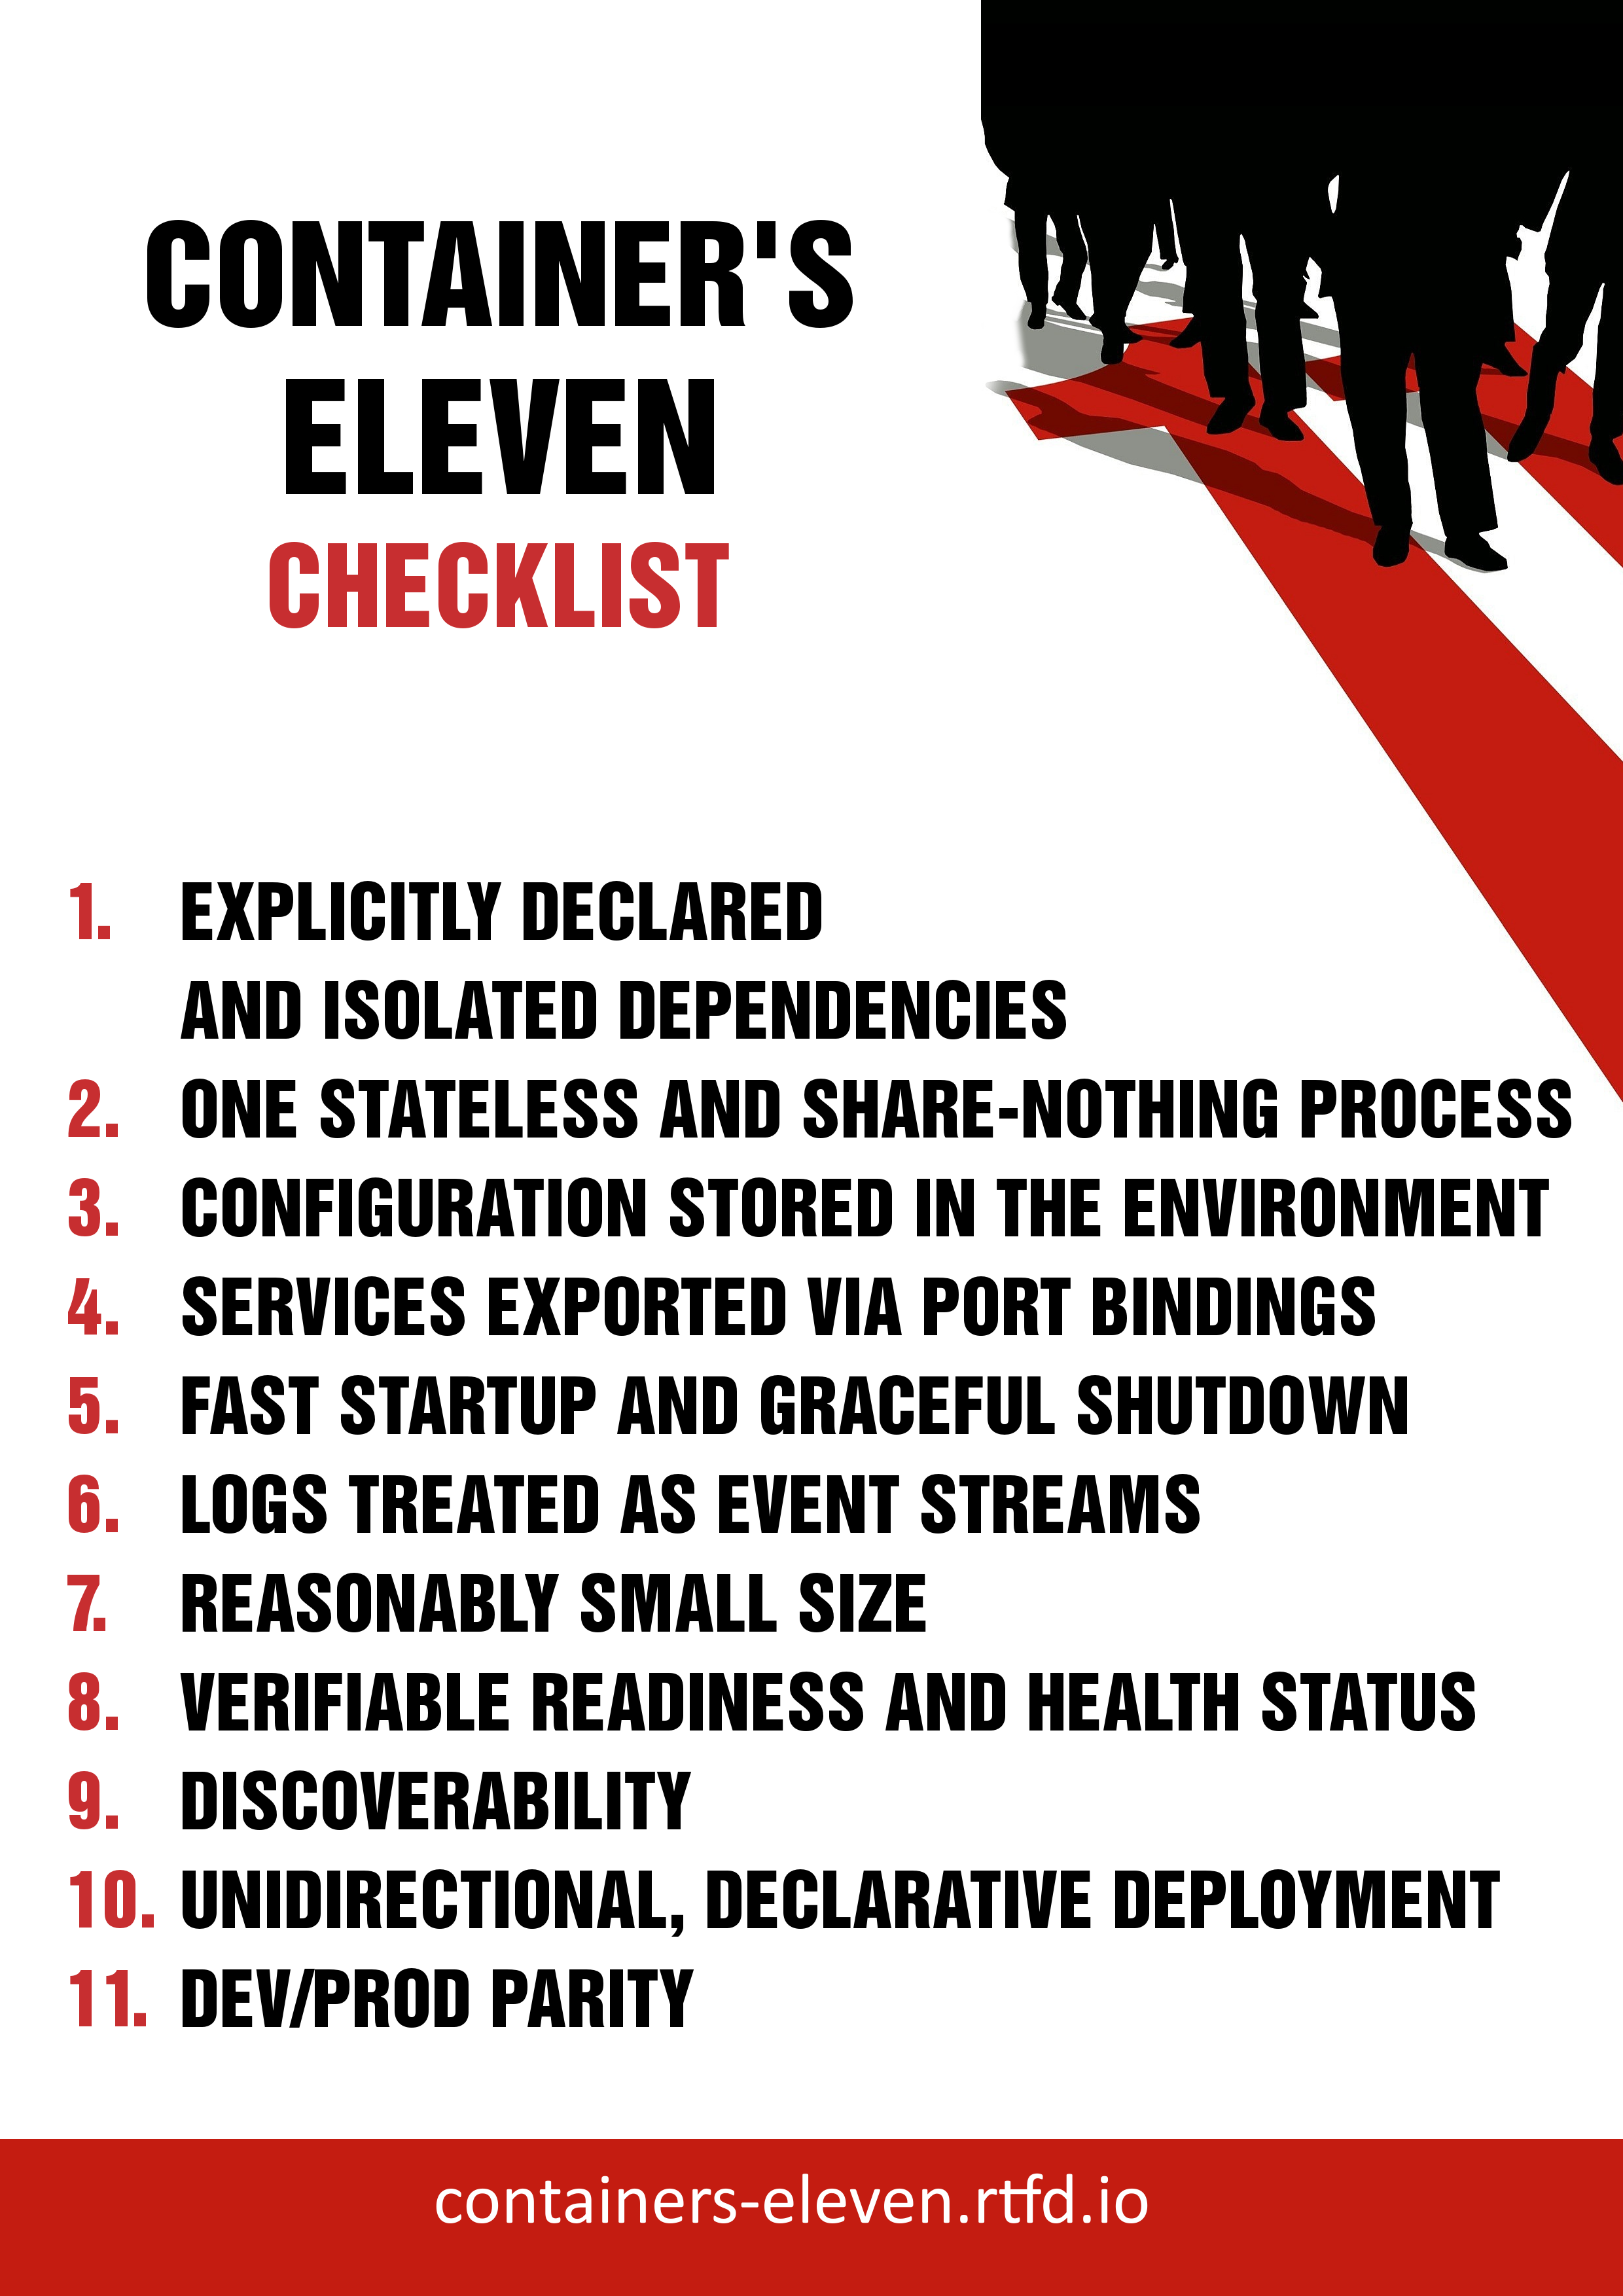 CONTAINER'S
ELEVEN
CHECKLIST
1. EXPLICITLY DECLARED
AND ISOLATED DEPENDENCIES
2. ONE STATELESS AND SHARE-NOTHING PROCESS
3. CONFIGURATION STORED IN THE ENVIRONMENT
4. SERVICES EXPORTED VIA PORT BINDINGS
5. FAST STARTUP AND GRACEFUL SHUTDOWN
6. LOGS TREATED AS EVENT STREAMS
7. REASONABLY SMALL SIZE
8. VERIFIABLE READINESS AND HEALTH STATUS
9. DISCOVERABILITY
10. UNIDIRECTIONAL, DECLARATIVE DEPLOYMENT
11. DEV/PROD PARITY
containers-eleven.rtfd.io